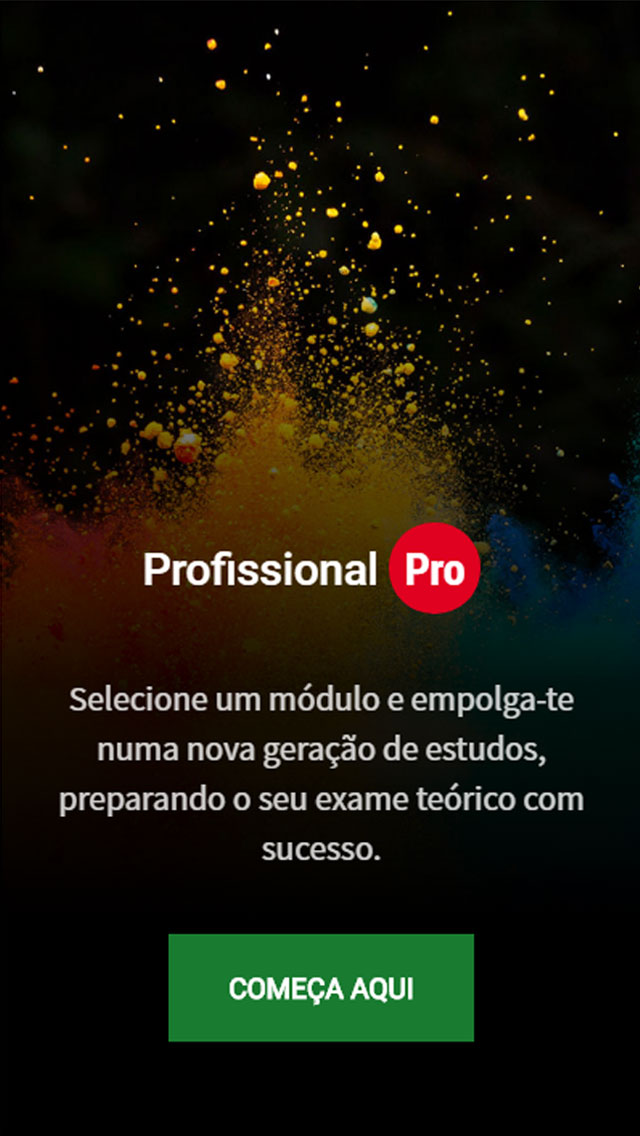 Profissional Pro
Selecione um módulo e empolga-te
numa nova geração de estudos,
preparando o seu exame teórico com
sucesso.
COMEÇA AQUI